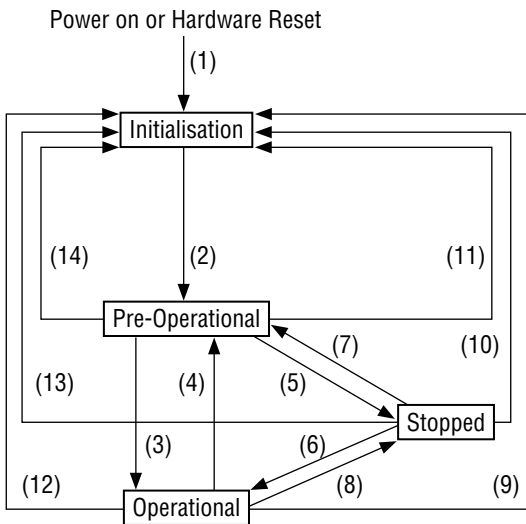 Power on or Hardware Reset
(1)
Initialisation
(14)
(2)
(11)
Pre-Operational
(7)
(10)
(13)
(4)
(5)
Stopped
(3)
(6)
(12)
Operational
(8)
(9)